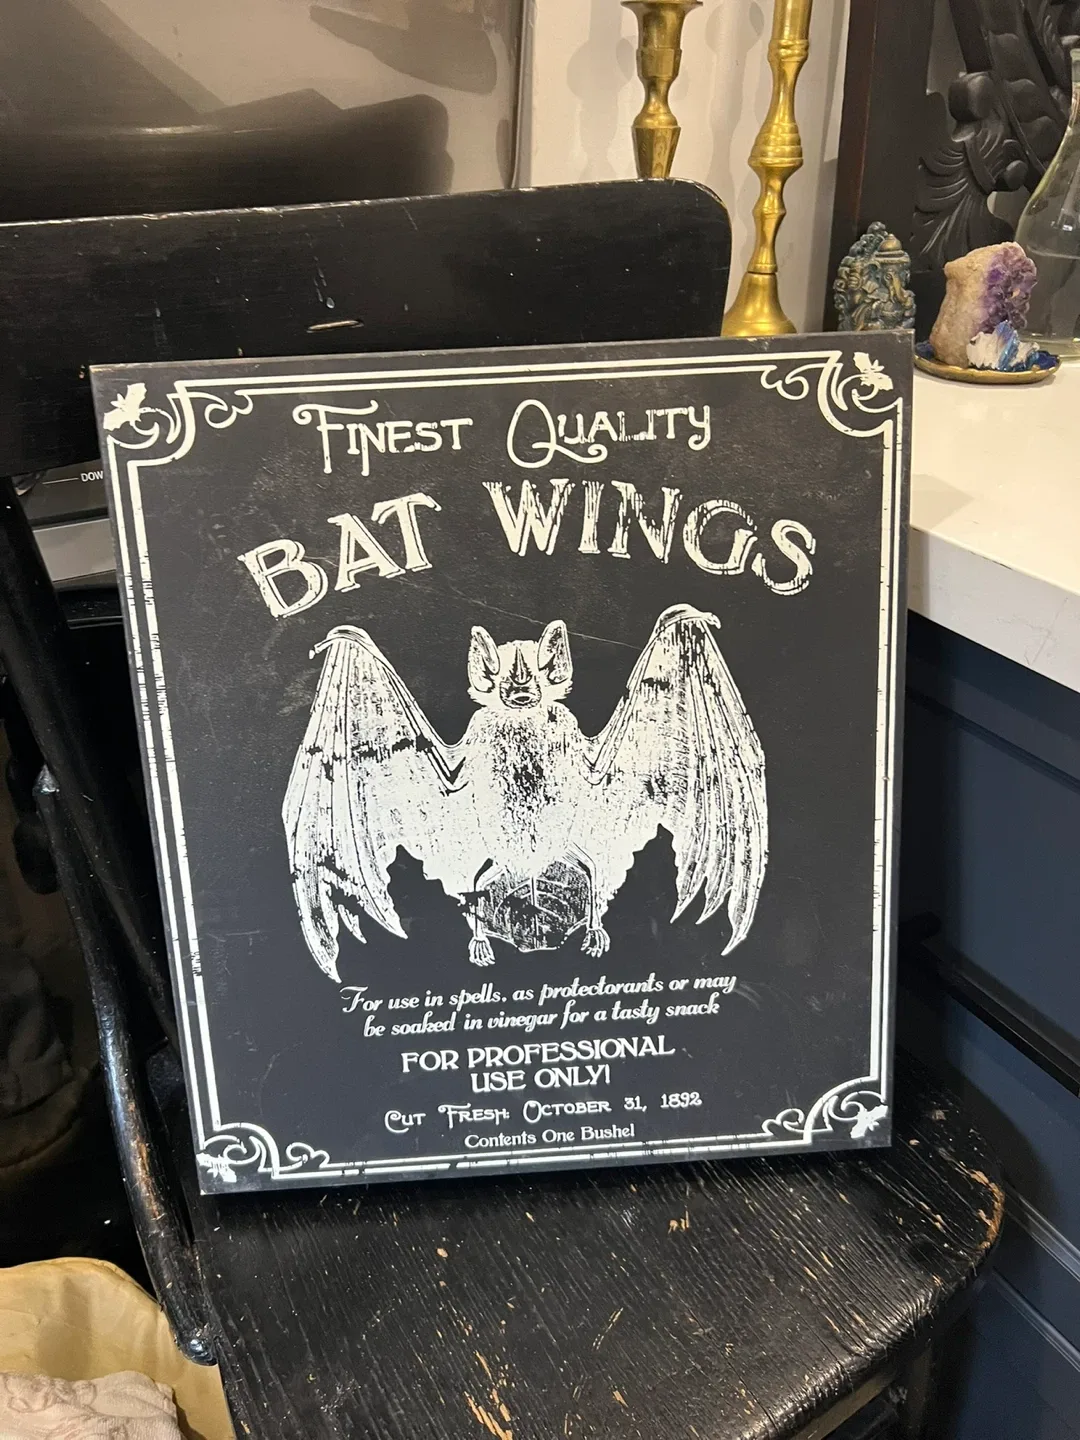 DOW
FINEST QUALITY
BAT WINGS
For use in spells, as protectorants or may
be soaked in vinegar for a tasty snack
FOR PROFESSIONAL
USE ONLY!
CUT FRESH: OCTOBER 31, 1892
Contents One Bushel